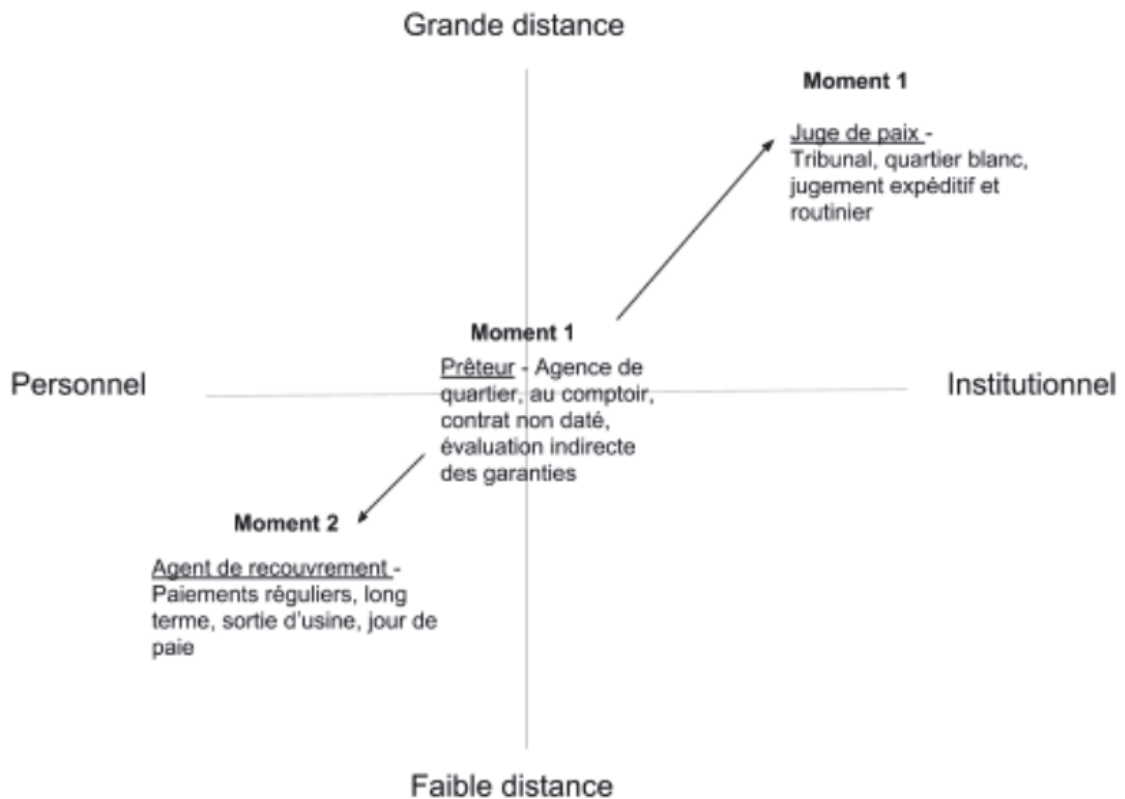 Grande distance
Moment 1
Juge de paix -
Tribunal, quartier blanc,
jugement expéditif et
routinier
Moment 1
Prêteur - Agence de
quartier, au comptoir,
contrat non daté,
évaluation indirecte
des garanties
Personnel
Institutionnel
Moment 2
Agent de recouvrement -
Paiements réguliers, long
terme, sortie d'usine, jour de
paie
Faible distance